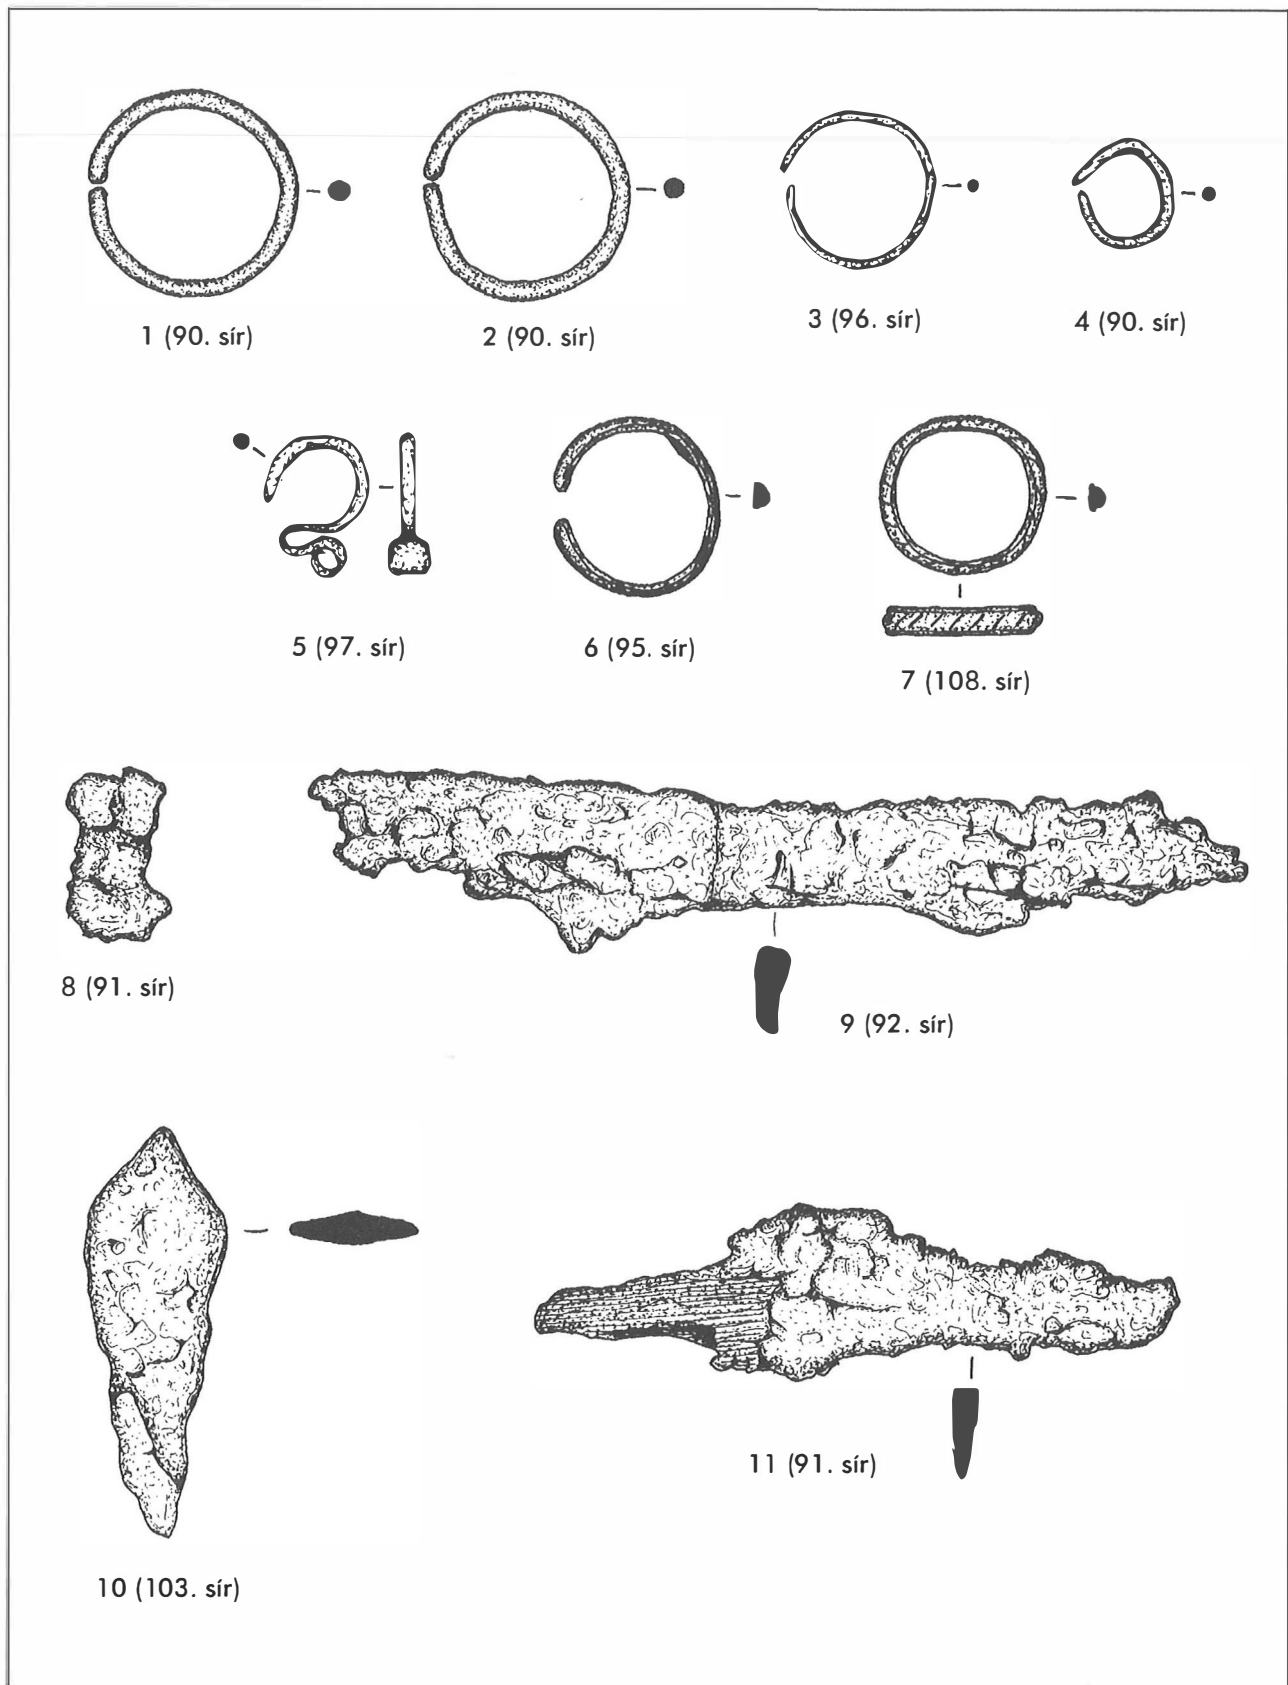 1 (90. sír)
2 (90. sír)
3 (96. sír)
4 (90. sír)
5 (97. sír)
6 (95. sír)
7 (108. sír)
8 (91. sír)
9 (92. sír)
10 (103. sír)
11 (91. sír)